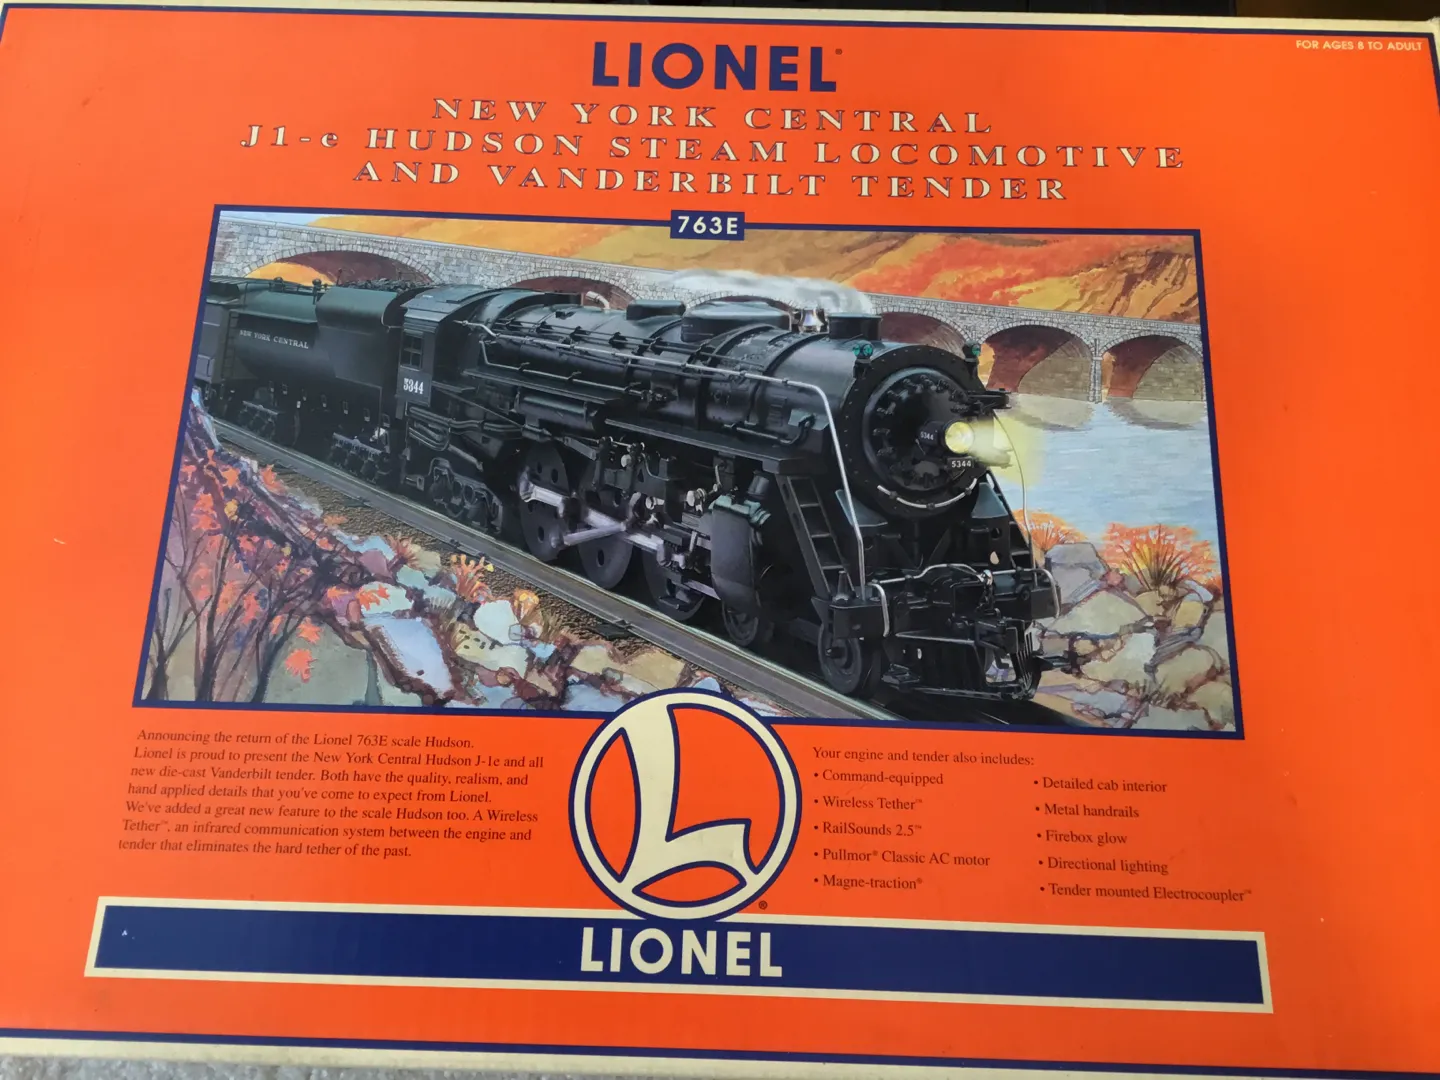 LIONEL®
FOR AGES 8 TO ADULT
NEW YORK CENTRAL
J1-e HUDSON STEAM LOCOMOTIVE
AND VANDERBILT TENDER
763E
NEW YORK CENTRAL
5344
5344
5344
Announcing the return of the Lionel 763E scale Hudson.
Lionel is proud to present the New York Central Hudson J-1e and all
new die-cast Vanderbilt tender. Both have the quality, realism, and
hand applied details that you've come to expect from Lionel.
We've added a great new feature to the scale Hudson too. A Wireless
Tether™, an infrared communication system between the engine and
tender that eliminates the hard tether of the past.
Your engine and tender also includes:
• Command-equipped
• Wireless Tether™
• RailSounds 2.5™
• Pullmor® Classic AC motor
• Magne-traction®
• Detailed cab interior
• Metal handrails
• Firebox glow
• Directional lighting
• Tender mounted Electrocoupler™
L
®
LIONEL